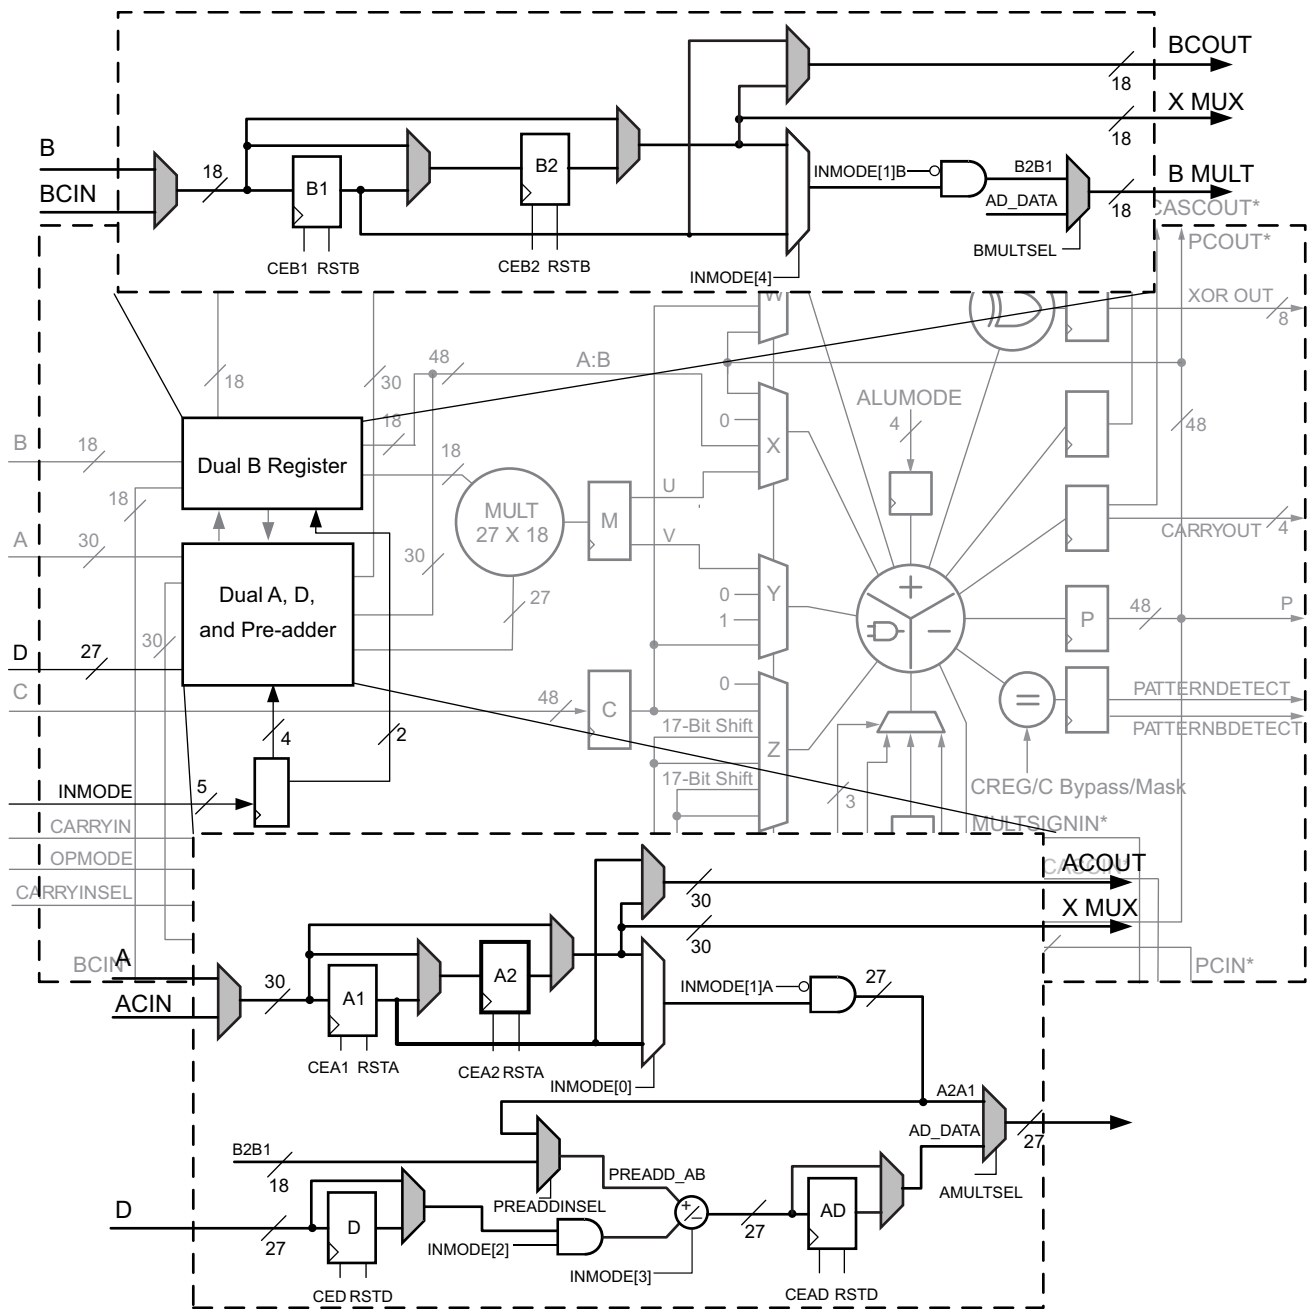 BCOUT
18
X MUX
18
B
BCIN
18
B1
CEB1 RSTB
B2
CEB2 RSTB
INMODE[1]B
B2B1
AD_DATA
BMULTSEL
INMODE[4]
B MULT
18
CASCOUT*
PCOUT*
XOR OUT
8
W
18
30
48
A:B
18
B
18
Dual B Register
18
18
MULT
27 X 18
M
U
V
0
X
ALUMODE
4
48
CARRYOUT
4
A
30
30
Dual A, D,
and Pre-adder
27
30
D
27
C
48
C
0
1
Y
P
48
P
0
17-Bit Shift
17-Bit Shift
Z
3
PATTERNDETECT
PATTERNBDETECT
CREG/C Bypass/Mask
MULTSIGNIN*
4
2
INMODE
5
CARRYIN
OPMODE
CARRYINSEL
ACOUT
30
X MUX
30
BCIN*
PCIN*
A
ACIN
30
A1
CEA1 RSTA
A2
CEA2 RSTA
INMODE[1]A
27
INMODE[0]
A2A1
AD_DATA
27
AMULTSEL
B2B1
18
PREADDINSEL
PREADD_AB
D
27
D
CED RSTD
INMODE[2]
+
−
INMODE[3]
27
AD
CEAD RSTD